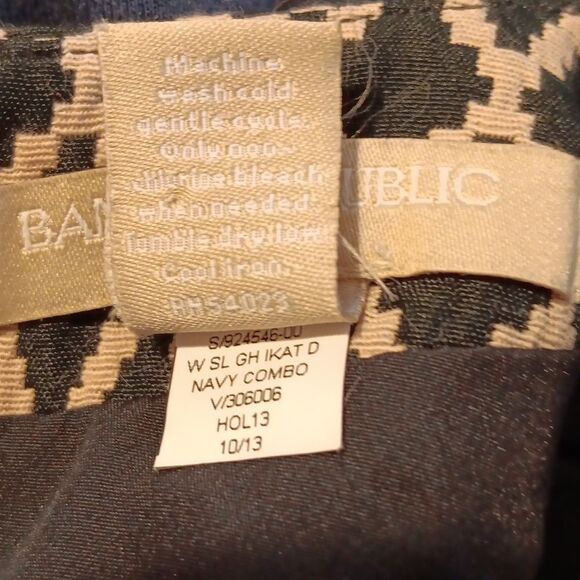 Machine
wash cold
gentle cycle.
Only non-
chlorine bleach
when needed.
Tumble dry low.
Cool iron.
RN54023
BAN UBLIC
S/924546-00
W SL GH IKAT D
NAVY COMBO
V/306006
HOL13
10/13